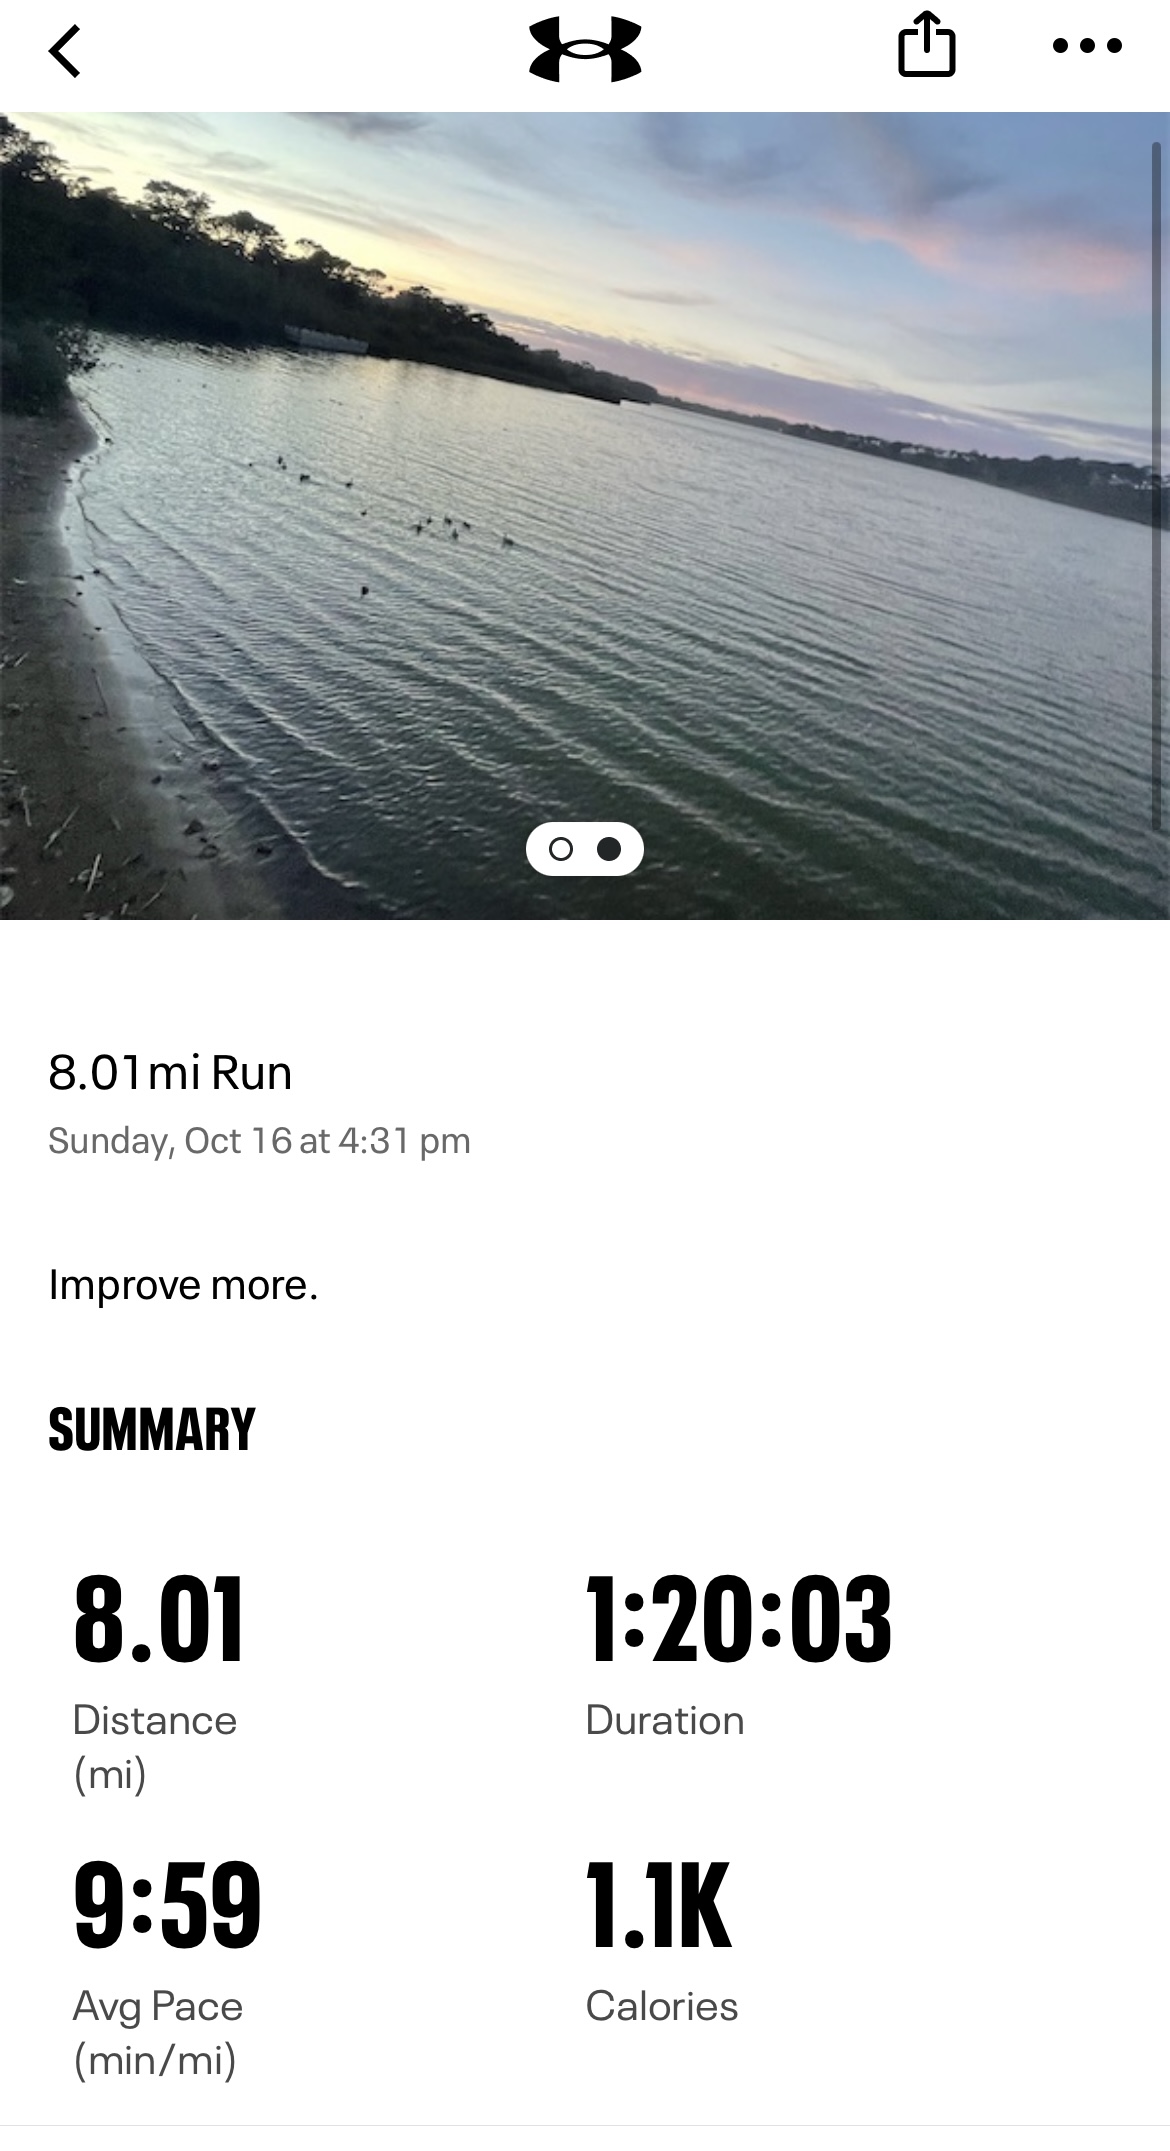 8.01mi Run
Sunday, Oct 16 at 4:31 pm
Improve more.
SUMMARY
8.01
Distance
(mi)
1:20:03
Duration
9:59
Avg Pace
(min/mi)
1.1K
Calories